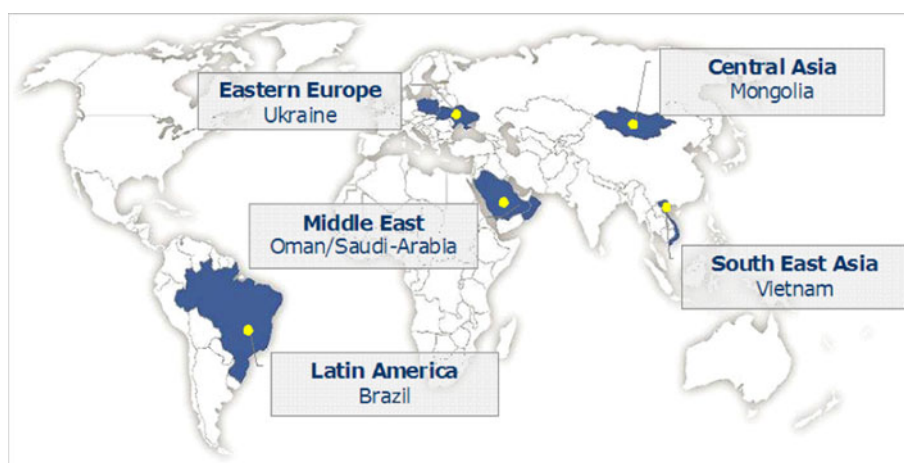 Central Asia
Mongolia
Eastern Europe
Ukraine
Middle East
Oman/Saudi-Arabia
South East Asia
Vietnam
Latin America
Brazil